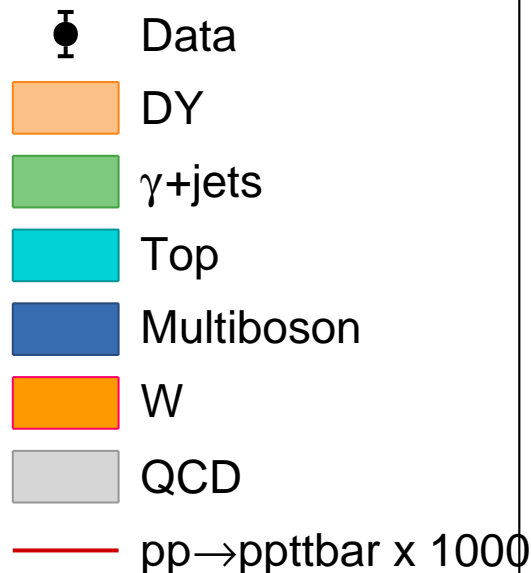 Data
DY
γ+jets
Top
Multiboson
W
QCD
pp→ppttbar x 1000